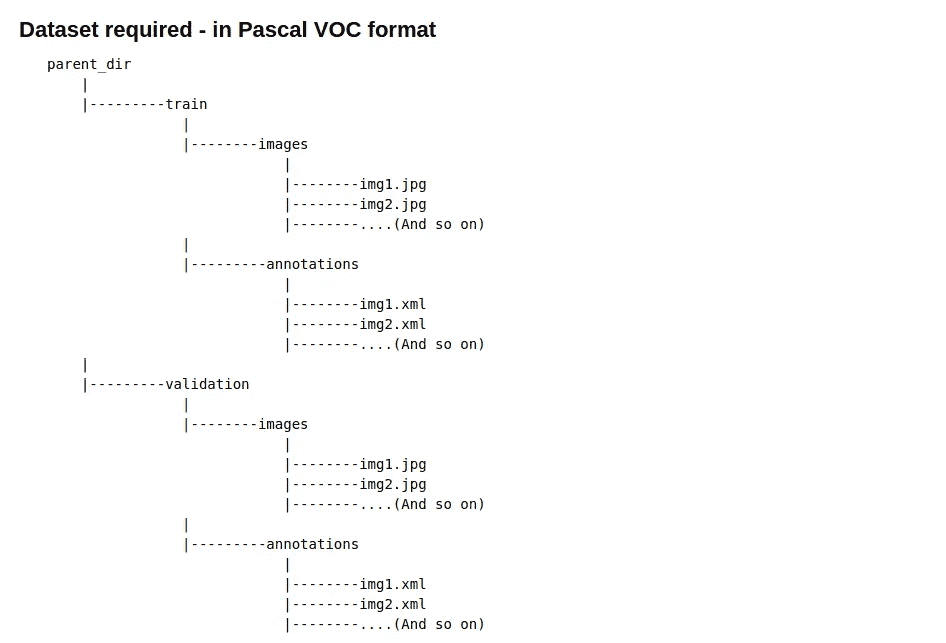 Dataset required - in Pascal VOC format
parent_dir
|
|---------train
|
|--------images
|
|--------img1.jpg
|--------img2.jpg
|--------....(And so on)
|
|---------annotations
|
|--------img1.xml
|--------img2.xml
|--------....(And so on)
|
|---------validation
|
|--------images
|
|--------img1.jpg
|--------img2.jpg
|--------....(And so on)
|
|---------annotations
|
|--------img1.xml
|--------img2.xml
|--------....(And so on)